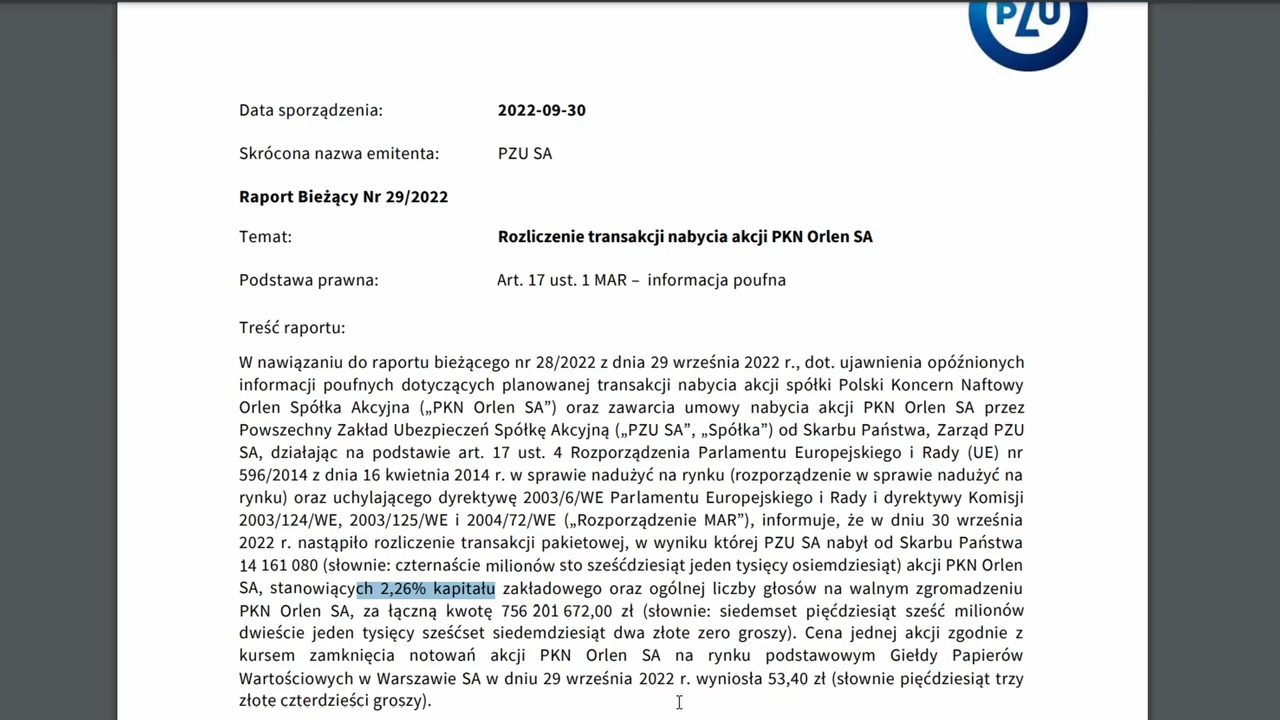 PZU
Data sporządzenia: 2022-09-30
Skrócona nazwa emitenta: PZU SA
Raport Bieżący Nr 29/2022
Temat: Rozliczenie transakcji nabycia akcji PKN Orlen SA
Podstawa prawna: Art. 17 ust. 1 MAR – informacja poufna
Treść raportu:
W nawiązaniu do raportu bieżącego nr 28/2022 z dnia 29 września 2022 r., dot. ujawnienia opóźnionych
informacji poufnych dotyczących planowanej transakcji nabycia akcji spółki Polski Koncern Naftowy
Orlen Spółka Akcyjna („PKN Orlen SA”) oraz zawarcia umowy nabycia akcji PKN Orlen SA przez
Powszechny Zakład Ubezpieczeń Spółkę Akcyjną („PZU SA”, „Spółka”) od Skarbu Państwa, Zarząd PZU
SA, działając na podstawie art. 17 ust. 4 Rozporządzenia Parlamentu Europejskiego i Rady (UE) nr
596/2014 z dnia 16 kwietnia 2014 r. w sprawie nadużyć na rynku (rozporządzenie w sprawie nadużyć na
rynku) oraz uchylającego dyrektywę 2003/6/WE Parlamentu Europejskiego i Rady i dyrektywy Komisji
2003/124/WE, 2003/125/WE i 2004/72/WE („Rozporządzenie MAR”), informuje, że w dniu 30 września
2022 r. nastąpiło rozliczenie transakcji pakietowej, w wyniku której PZU SA nabył od Skarbu Państwa
14 161 080 (słownie: czternaście milionów sto sześćdziesiąt jeden tysięcy osiemdziesiąt) akcji PKN Orlen
SA, stanowiących 2,26% kapitału zakładowego oraz ogólnej liczby głosów na walnym zgromadzeniu
PKN Orlen SA, za łączną kwotę 756 201 672,00 zł (słownie: siedemset pięćdziesiąt sześć milionów
dwieście jeden tysięcy sześćset siedemdziesiąt dwa złote zero groszy). Cena jednej akcji zgodnie z
kursem zamknięcia notowań akcji PKN Orlen SA na rynku podstawowym Giełdy Papierów
Wartościowych w Warszawie SA w dniu 29 września 2022 r. wyniosła 53,40 zł (słownie pięćdziesiąt trzy
złote czterdzieści groszy).